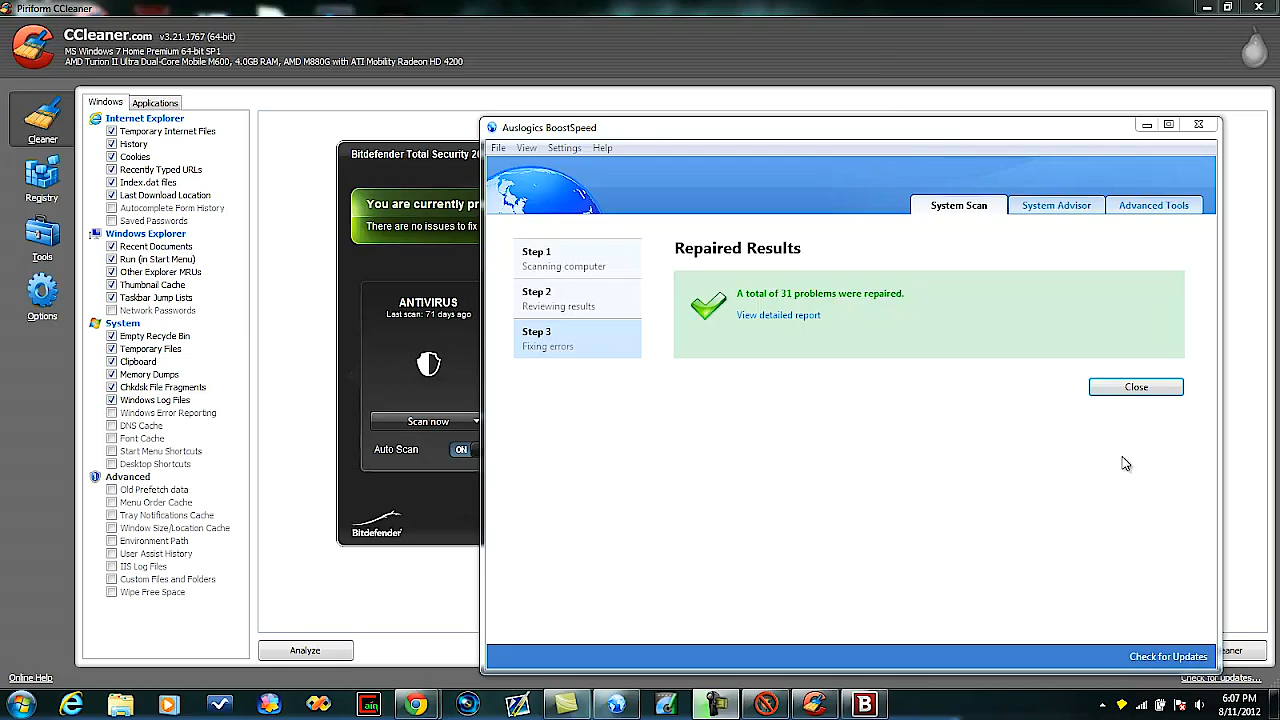 Piriform CCleaner
CCleaner.com v3.21.1767 (64-bit)
MS Windows 7 Home Premium 64-bit SP1
AMD Turion II Ultra Dual-Core Mobile M600, 4.0GB RAM, AMD M880G with ATI Mobility Radeon HD 4200
Cleaner
Registry
Tools
Options
Windows
Applications
Internet Explorer
Temporary Internet Files
History
Cookies
Recently Typed URLs
Index.dat files
Last Download Location
Autocomplete Form History
Saved Passwords
Windows Explorer
Recent Documents
Run (in Start Menu)
Other Explorer MRUs
Thumbnail Cache
Taskbar Jump Lists
Network Passwords
System
Empty Recycle Bin
Temporary Files
Clipboard
Memory Dumps
Chkdsk File Fragments
Windows Log Files
Windows Error Reporting
DNS Cache
Font Cache
Start Menu Shortcuts
Desktop Shortcuts
Advanced
Old Prefetch data
Menu Order Cache
Tray Notifications Cache
Window Size/Location Cache
Environment Path
User Assist History
IIS Log Files
Custom Files and Folders
Wipe Free Space
Analyze
Bitdefender Total Security 2
You are currently pr
There are no issues to fix
ANTIVIRUS
Last scan: 71 days ago
Scan now
Auto Scan ON
Bitdefender
Auslogics BoostSpeed
File View Settings Help
System Scan System Advisor Advanced Tools
Step 1
Scanning computer
Step 2
Reviewing results
Step 3
Fixing errors
Repaired Results
A total of 31 problems were repaired.
View detailed report
Close
Check for Updates
eaner
Online Help
Check for updates...
Cain
B
6:07 PM
8/11/2012